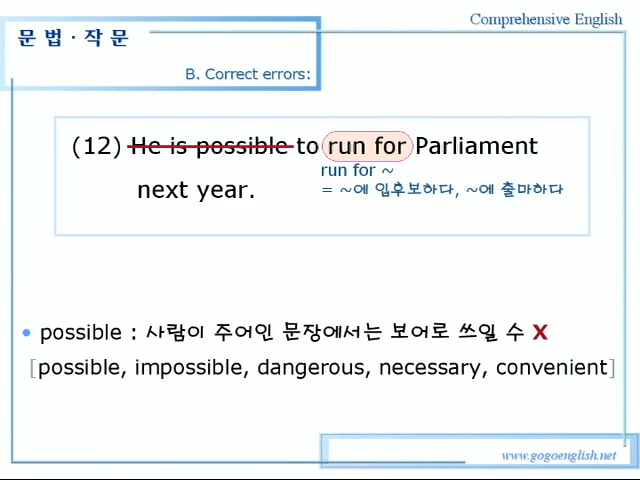 Comprehensive English
문 법 · 작 문
B. Correct errors:
(12) He is possible to run for Parliament
run for ~
next year.
= ~에 입후보하다, ~에 출마하다
• possible : 사람이 주어인 문장에서는 보어로 쓰일 수 X
[possible, impossible, dangerous, necessary, convenient]
www.gogoenglish.net